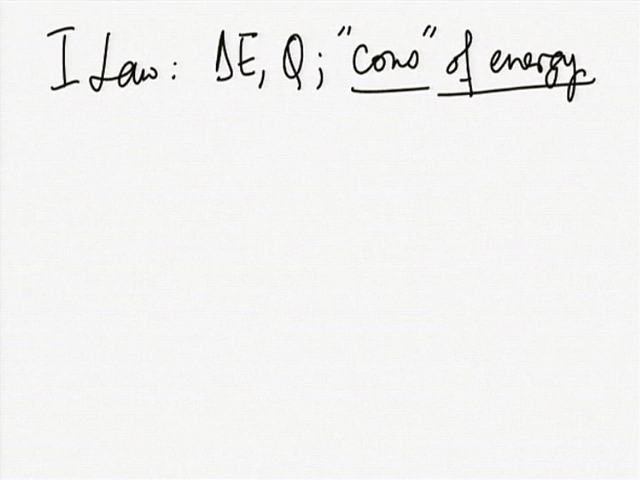 I Law: ΔE, Q; "Cons" of energy